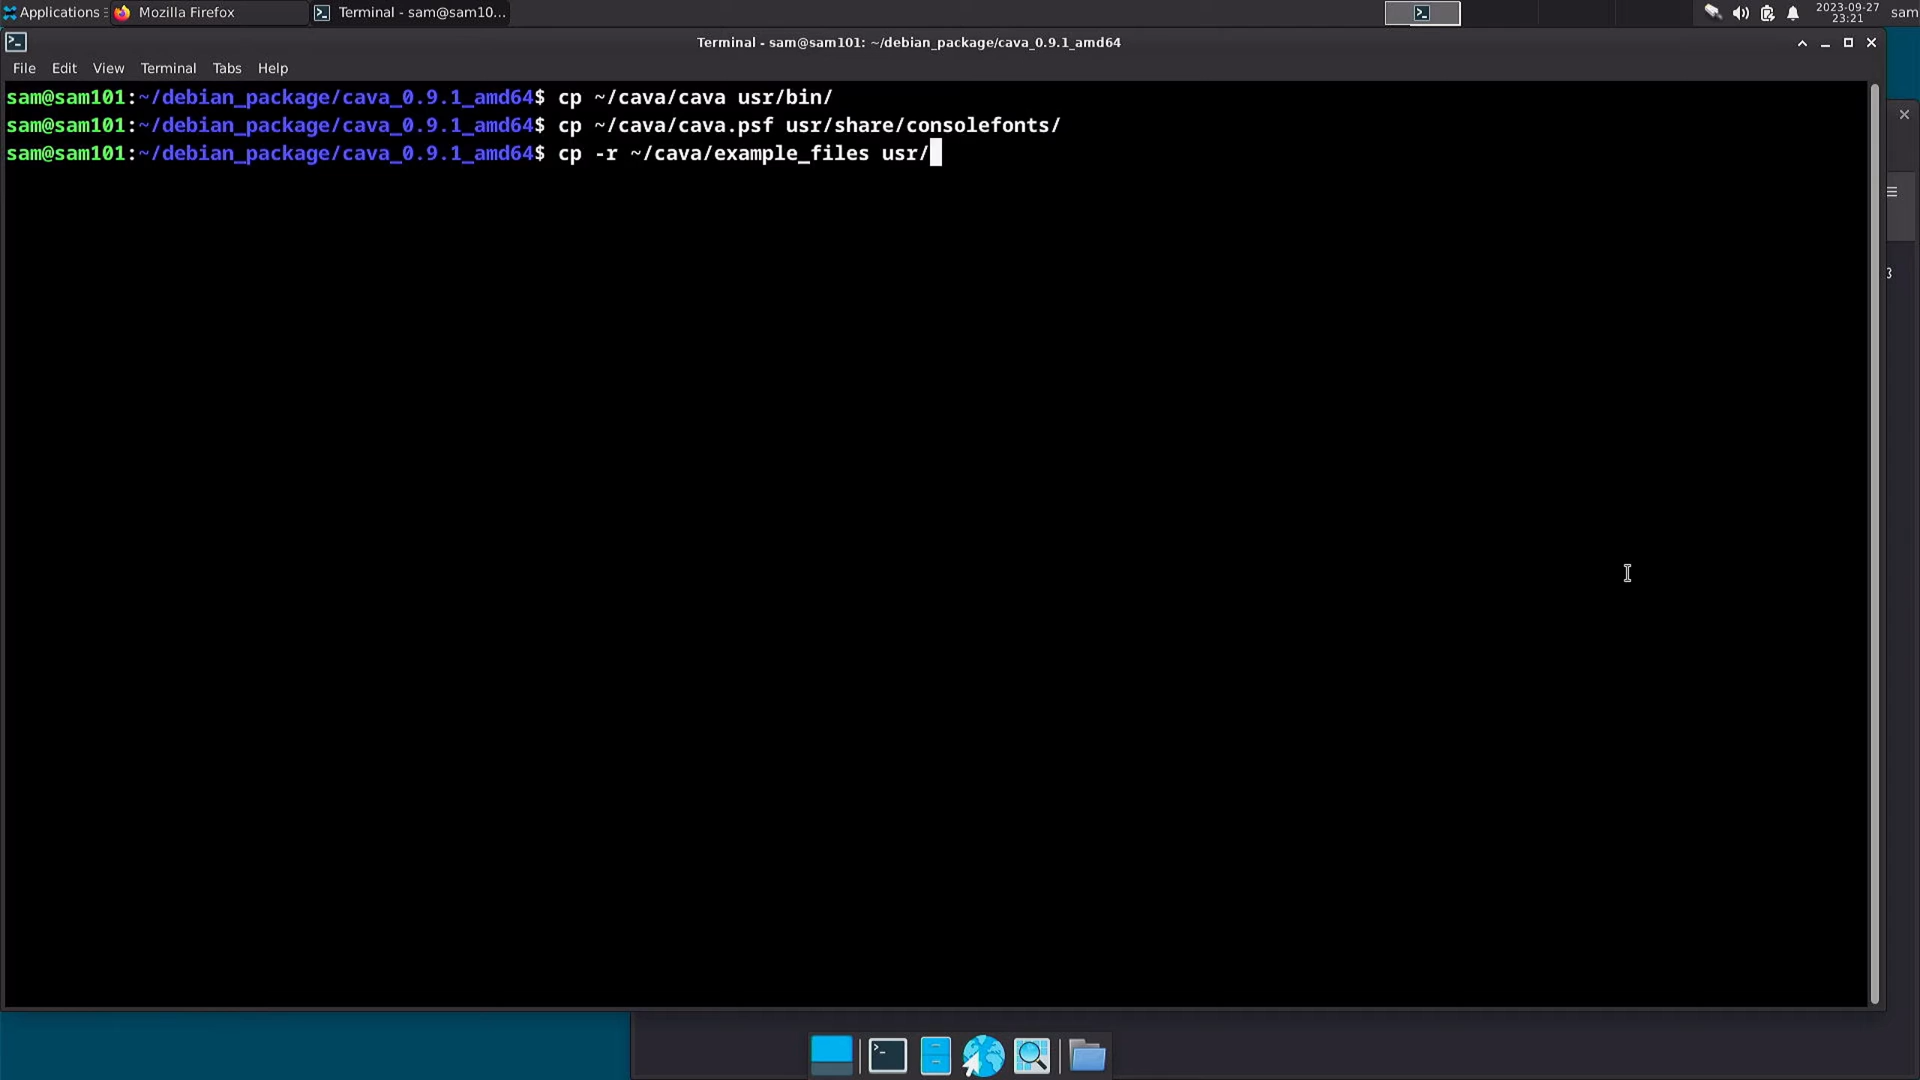 Applications
Mozilla Firefox
Terminal - sam@sam10...
2023-09-27
23:21
sam
Terminal - sam@sam101: ~/debian_package/cava_0.9.1_amd64
File Edit View Terminal Tabs Help
sam@sam101:~/debian_package/cava_0.9.1_amd64$ cp ~/cava/cava usr/bin/
sam@sam101:~/debian_package/cava_0.9.1_amd64$ cp ~/cava/cava.psf usr/share/consolefonts/
sam@sam101:~/debian_package/cava_0.9.1_amd64$ cp -r ~/cava/example_files usr/